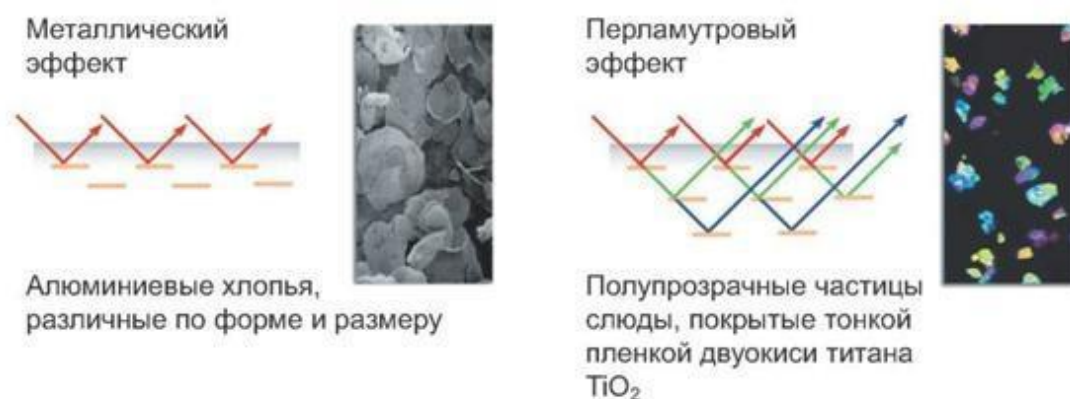 Металлический
эффект
Алюминиевые хлопья,
различные по форме и размеру
Перламутровый
эффект
Полупрозрачные частицы
слюды, покрытые тонкой
пленкой двуокиси титана
TiO₂